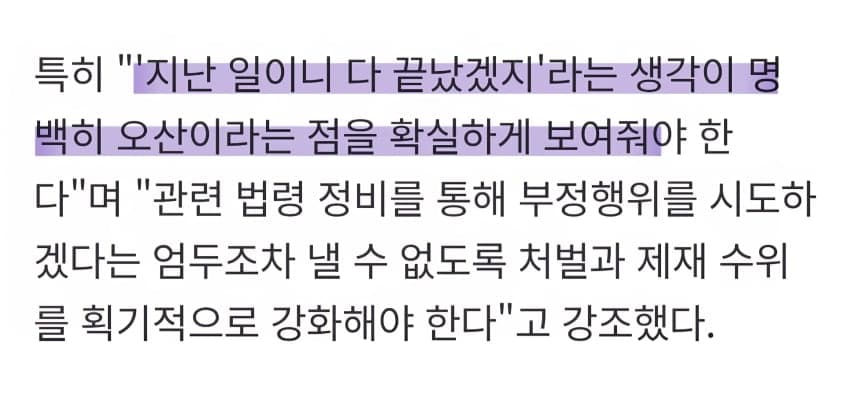 특히 "'지난 일이니 다 끝났겠지'라는 생각이 명
백히 오산이라는 점을 확실하게 보여줘야 한
다"며 "관련 법령 정비를 통해 부정행위를 시도하
겠다는 엄두조차 낼 수 없도록 처벌과 제재 수위
를 획기적으로 강화해야 한다"고 강조했다.